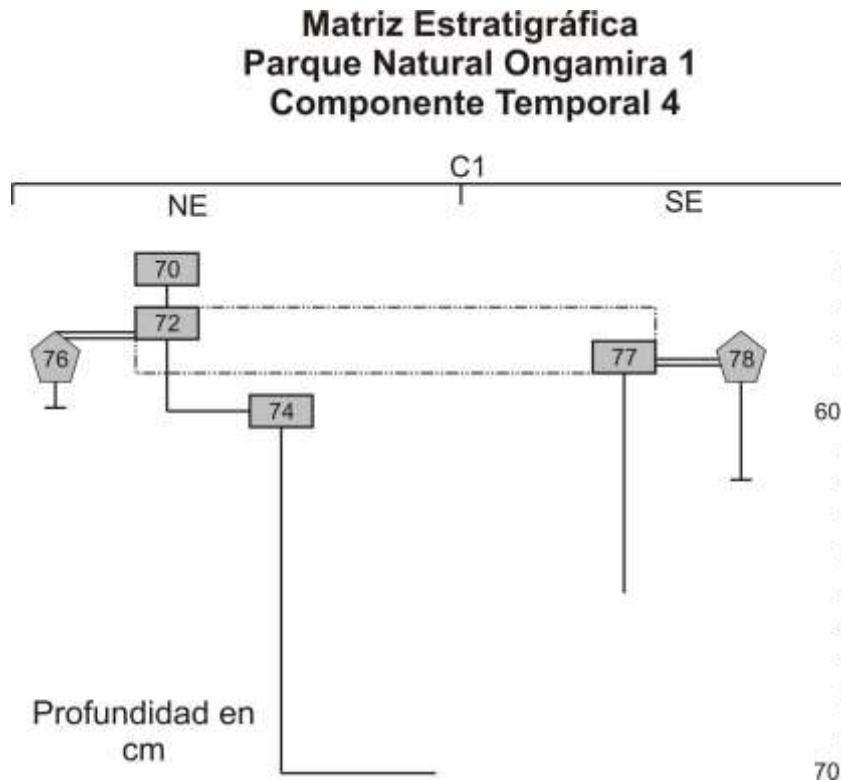 Matriz Estratigráfica
Parque Natural Ongamira 1
Componente Temporal 4
C1
NE
SE
70
72
76
77
78
74
60
Profundidad en
cm
70